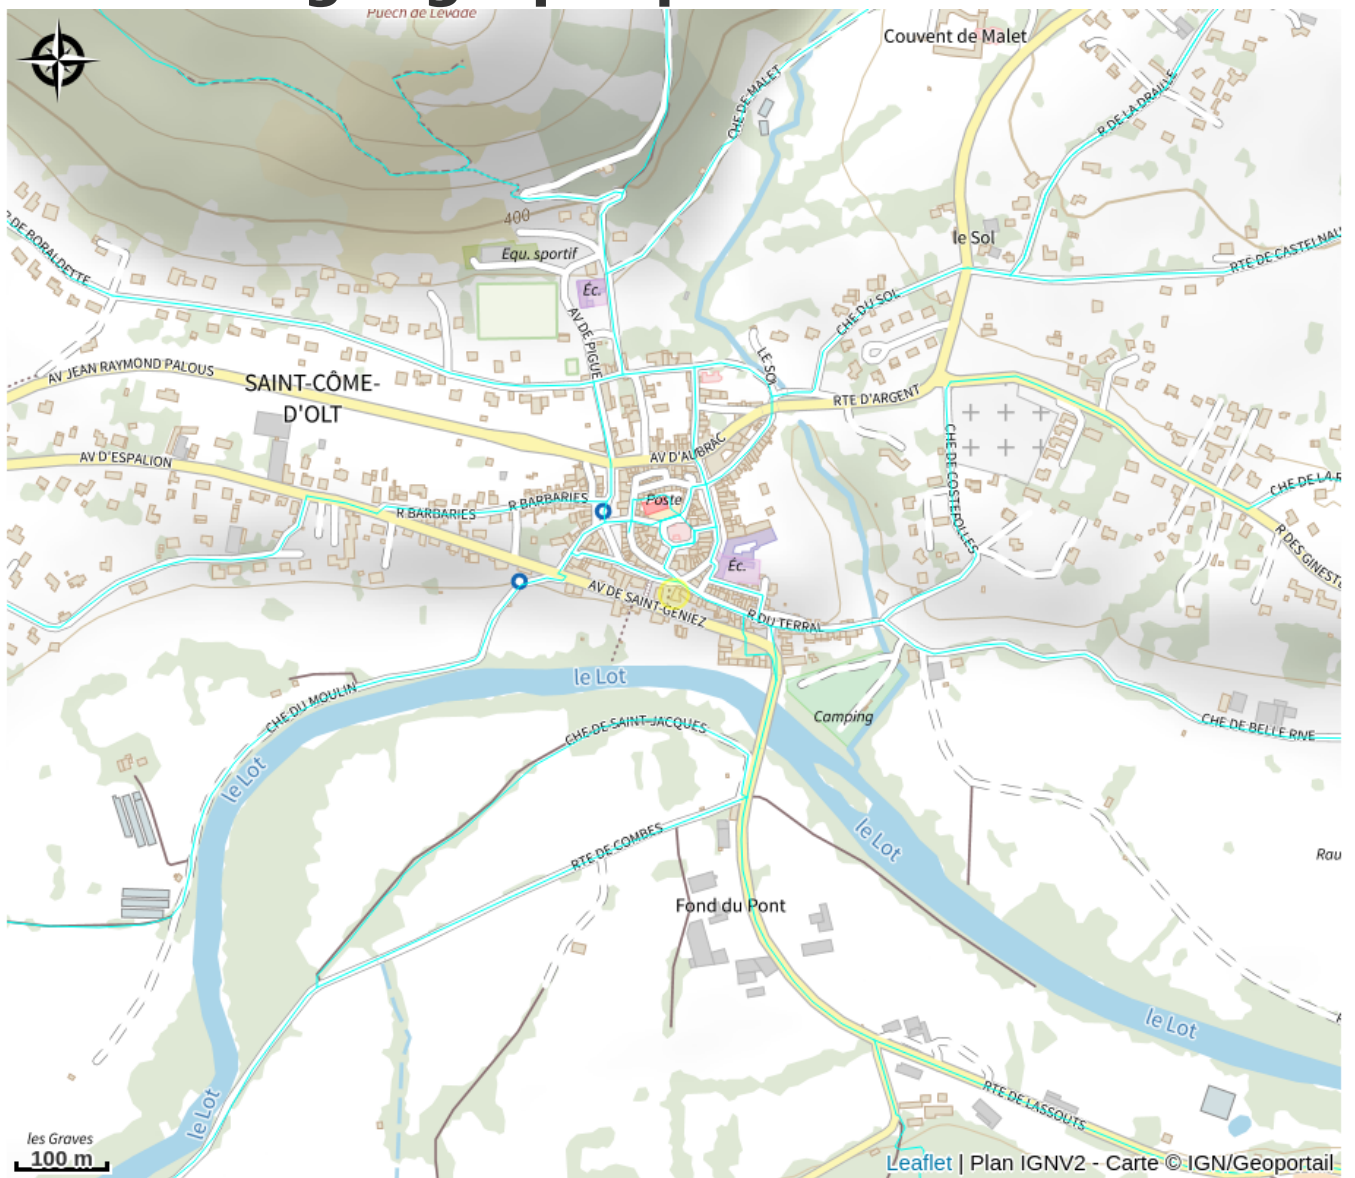 Puech de Levade
Couvent de Malet
CHE DE MALET
R DE LA DRAILLE
400
le Sol
Equ. sportif
RTE DE CASTELNAU
DE BORALDETTE
Éc.
CHE DU SOL
AV DE PIGUE
LE SOL
AV JEAN RAYMOND PALOUS
SAINT-CÔME-
D'OLT
RTE D'ARGENT
AV D'AUBRAC
AV D'ESPALION
CHE DE COSTEFOLLES
R BARBARIES
R BARBARIES
Poste
R DES GINESTE
Éc.
AV DE SAINT-GENIEZ
R DU TERRAL
le Lot
CHE DU MOULIN
Camping
CHE DE SAINT-JACQUES
CHE DE BELLE RIVE
le Lot
RTE DE COMBES
le Lot
Rau
Fond du Pont
le Lot
RTE DE LASSOUTS
le Lot
les Graves
100 m
Leaflet | Plan IGNV2 - Carte © IGN/Geoportail